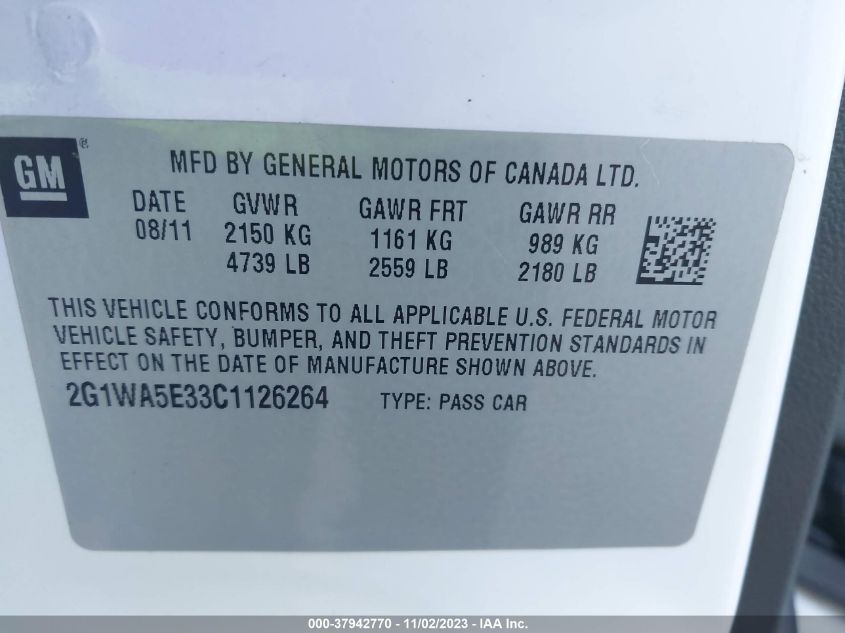 GM®
MFD BY GENERAL MOTORS OF CANADA LTD.
DATE GVWR GAWR FRT GAWR RR
08/11 2150 KG 1161 KG 989 KG
4739 LB 2559 LB 2180 LB
THIS VEHICLE CONFORMS TO ALL APPLICABLE U.S. FEDERAL MOTOR
VEHICLE SAFETY, BUMPER, AND THEFT PREVENTION STANDARDS IN
EFFECT ON THE DATE OF MANUFACTURE SHOWN ABOVE.
2G1WA5E33C1126264 TYPE: PASS CAR
000-37942770 - 11/02/2023 - IAA Inc.